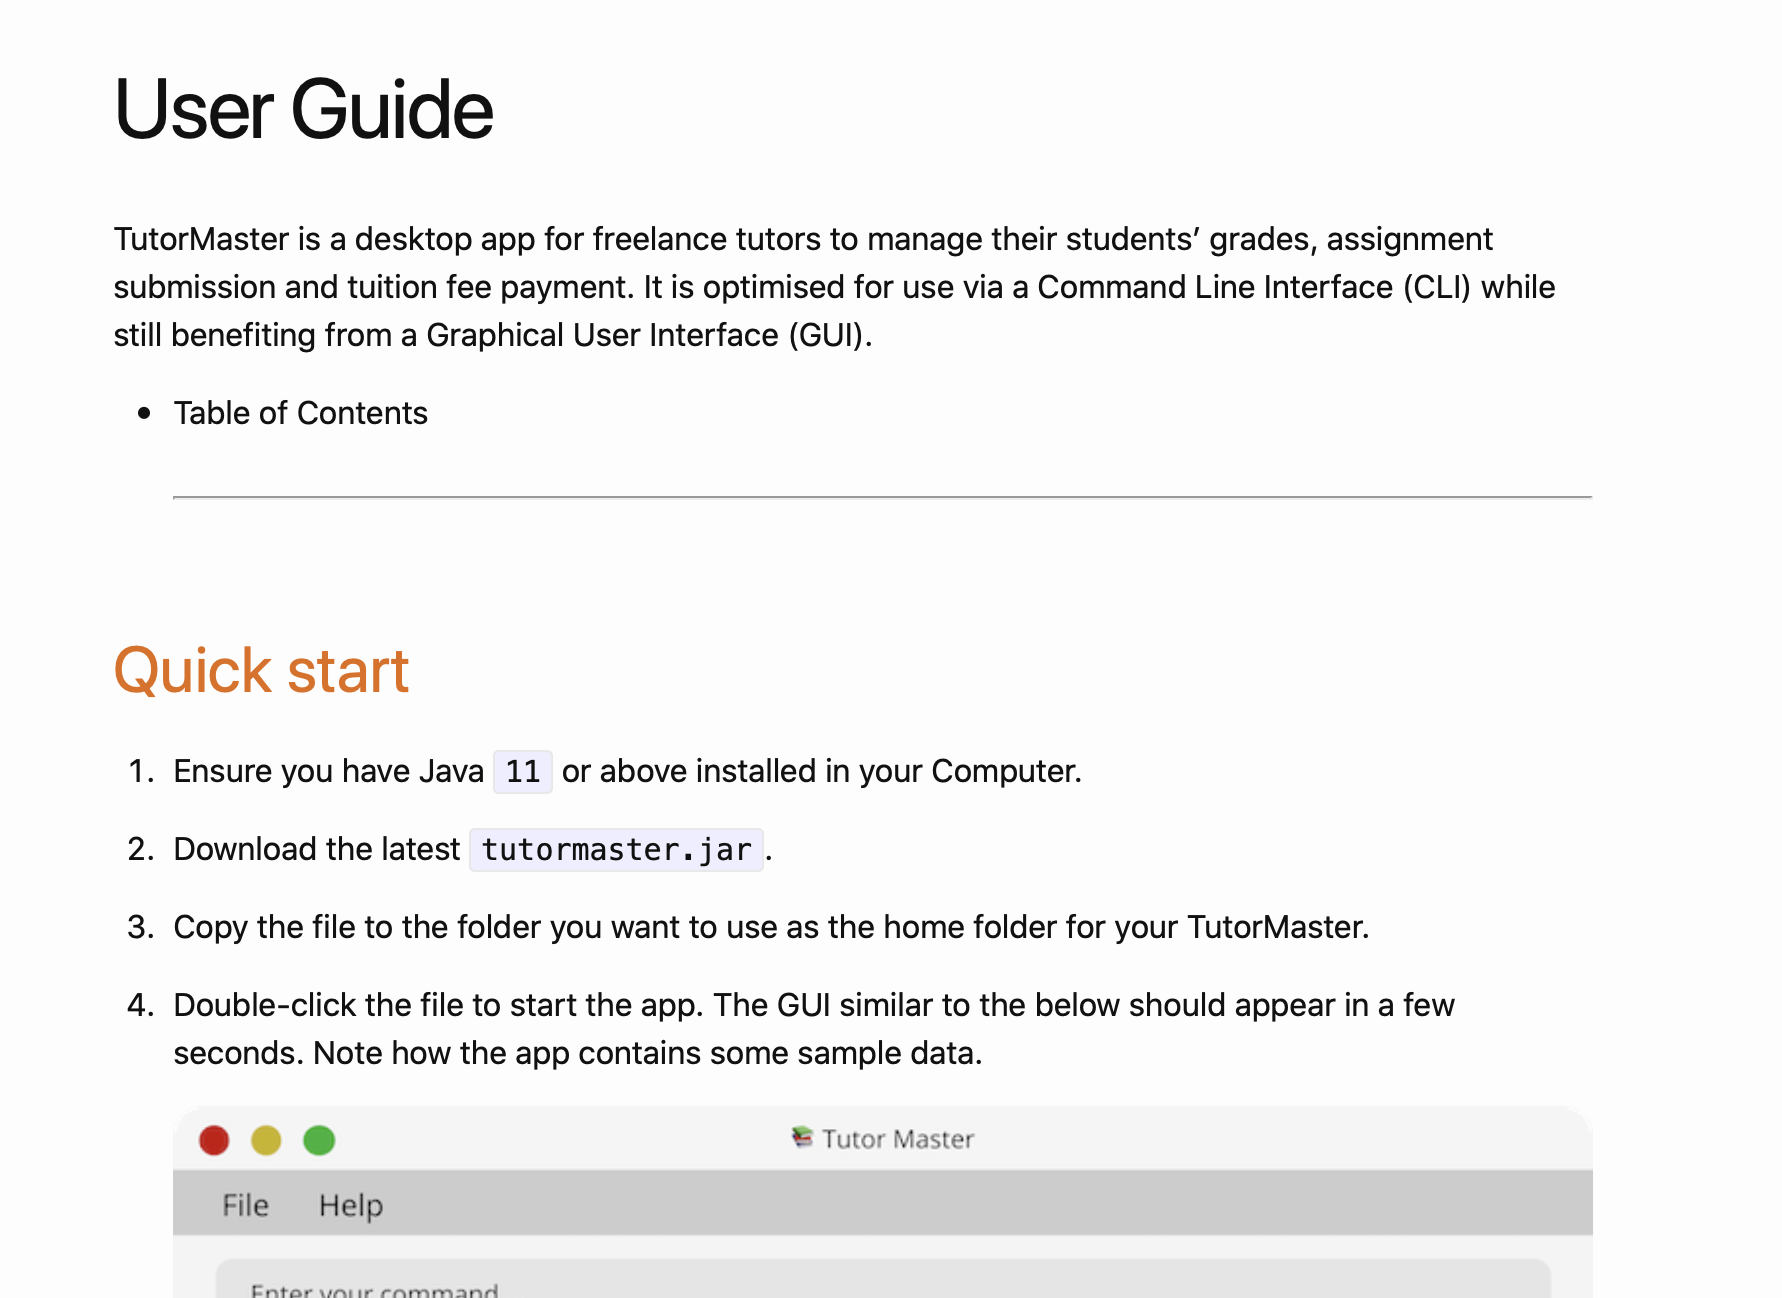 User Guide
TutorMaster is a desktop app for freelance tutors to manage their students’ grades, assignment
submission and tuition fee payment. It is optimised for use via a Command Line Interface (CLI) while
still benefiting from a Graphical User Interface (GUI).
• Table of Contents
Quick start
1. Ensure you have Java 11 or above installed in your Computer.
2. Download the latest tutormaster.jar.
3. Copy the file to the folder you want to use as the home folder for your TutorMaster.
4. Double-click the file to start the app. The GUI similar to the below should appear in a few
seconds. Note how the app contains some sample data.
Tutor Master
File Help
Enter your command